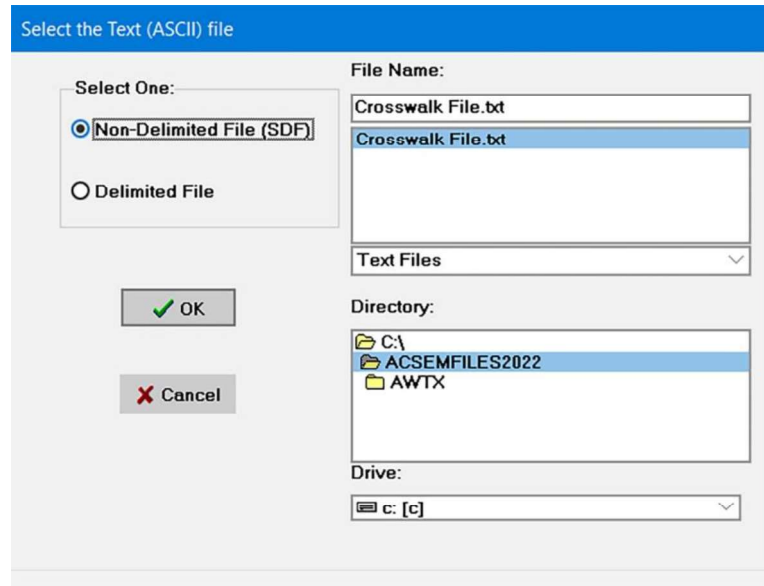 Select the Text (ASCII) file
Select One:
Non-Delimited File (SDF)
Delimited File
OK
Cancel
File Name:
Crosswalk File.txt
Crosswalk File.txt
Text Files
Directory:
C:\
ACSEMFILES2022
AWTX
Drive:
c: [c]